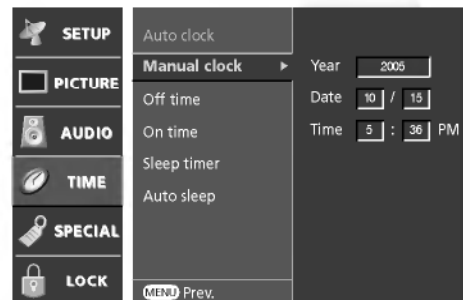 SETUP
PICTURE
AUDIO
TIME
SPECIAL
LOCK
Auto clock
Manual clock ►
Off time
On time
Sleep timer
Auto sleep
MENU Prev.
Year 2005
Date 10 / 15
Time 5 : 36 PM